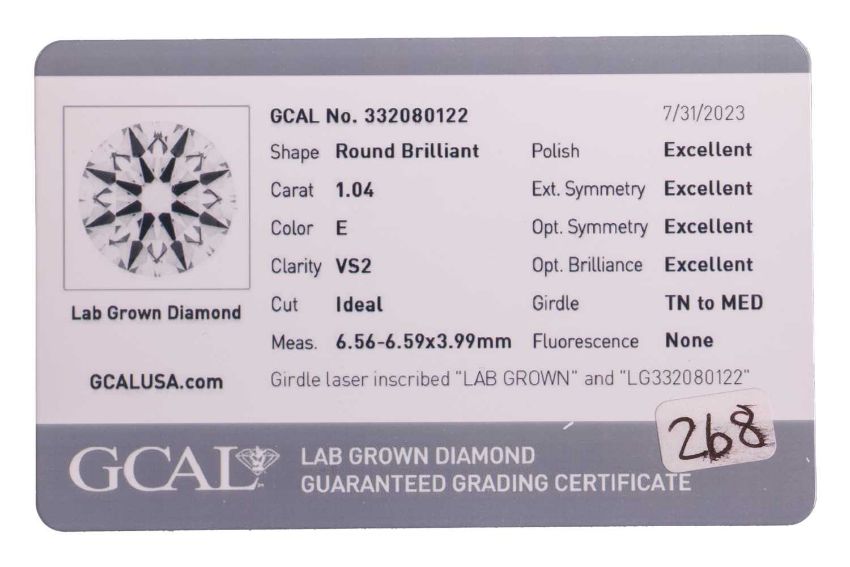 GCAL No. 332080122 7/31/2023
Shape Round Brilliant Polish Excellent
Carat 1.04 Ext. Symmetry Excellent
Color E Opt. Symmetry Excellent
Clarity VS2 Opt. Brilliance Excellent
Cut Ideal Girdle TN to MED
Meas. 6.56-6.59x3.99mm Fluorescence None
Lab Grown Diamond
GCALUSA.com
Girdle laser inscribed "LAB GROWN" and "LG332080122"
268
GCAL LAB GROWN DIAMOND
GUARANTEED GRADING CERTIFICATE